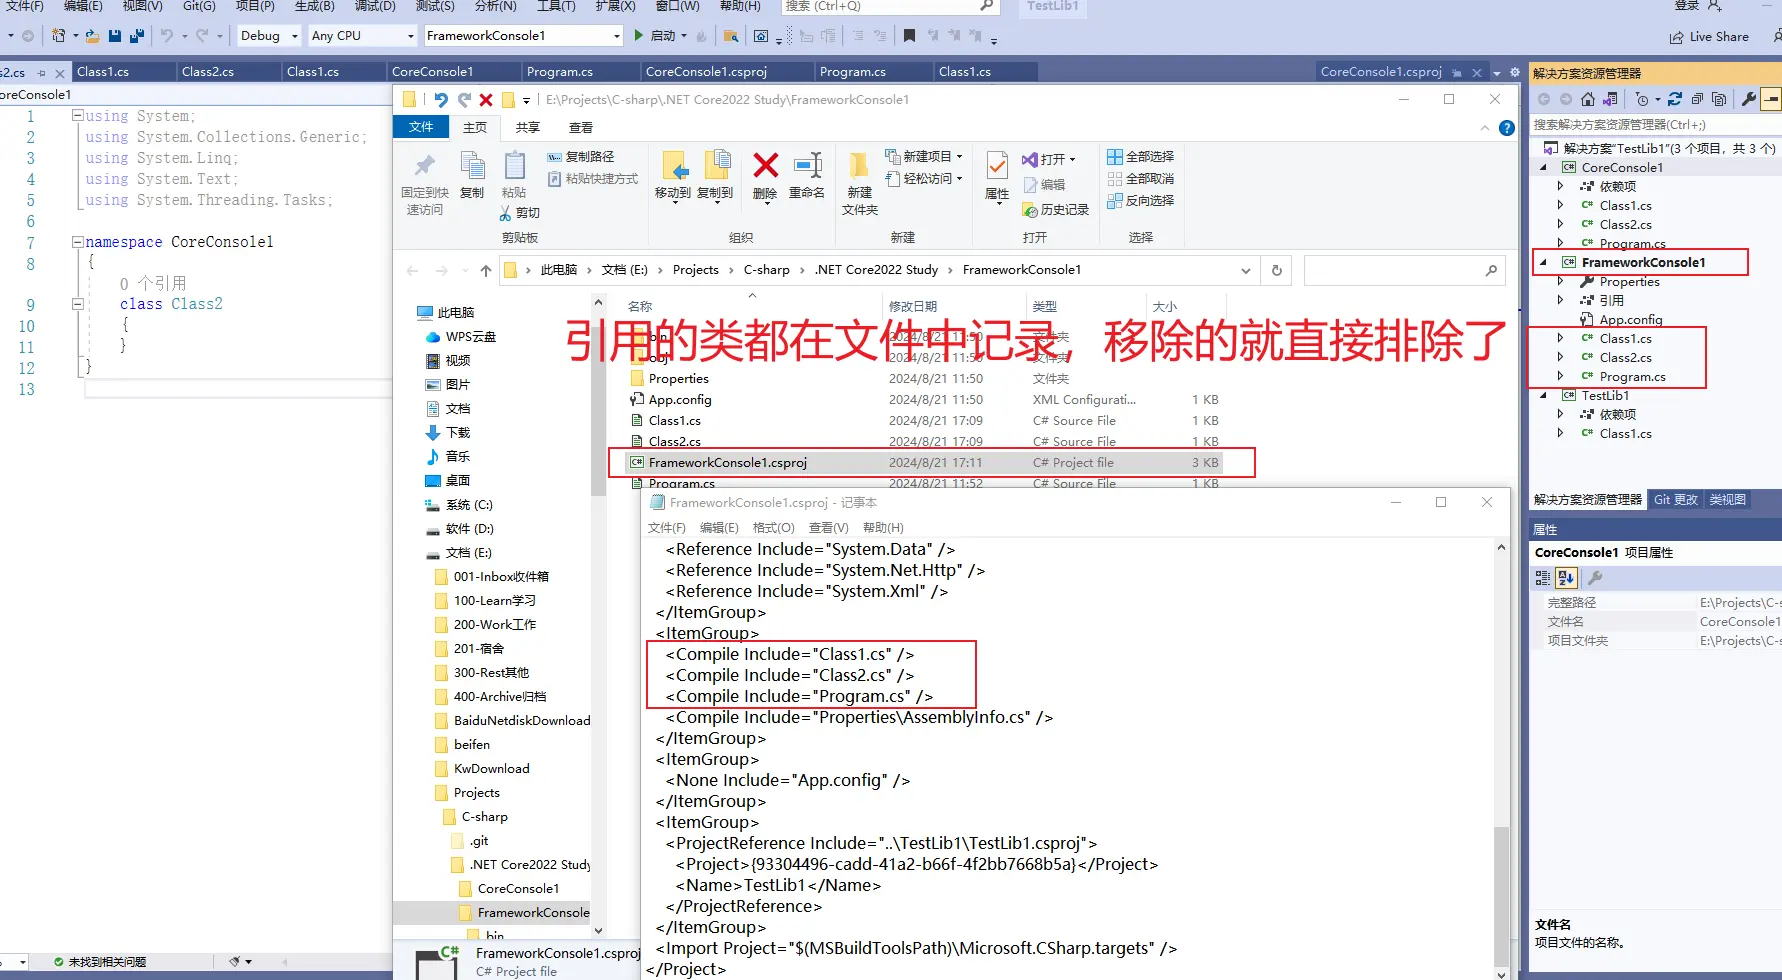 文件(F) 编辑(E) 视图(V) Git(G) 项目(P) 生成(B) 调试(D) 测试(S) 分析(N) 工具(T) 扩展(X) 窗口(W) 帮助(H) 搜索 (Ctrl+Q) TestLib1 登录
Debug Any CPU FrameworkConsole1 启动 Live Share
s2.cs Class1.cs Class2.cs Class1.cs CoreConsole1 Program.cs CoreConsole1.csproj Program.cs Class1.cs CoreConsole1.csproj
oreConsole1
1 using System;
2 using System.Collections.Generic;
3 using System.Linq;
4 using System.Text;
5 using System.Threading.Tasks;
6
7 namespace CoreConsole1
8 {
0 个引用
9 class Class2
10 {
11 }
12 }
13
未找到相关问题
E:\Projects\C-sharp\.NET Core2022 Study\FrameworkConsole1
文件 主页 共享 查看
固定到快速访问
复制
粘贴
复制路径
粘贴快捷方式
剪切
剪贴板
移动到 复制到 删除 重命名
组织
新建文件夹
新建项目
轻松访问
新建
属性
打开
编辑
历史记录
打开
全部选择
全部取消
反向选择
选择
此电脑 › 文档 (E:) › Projects › C-sharp › .NET Core2022 Study › FrameworkConsole1
此电脑
WPS云盘
视频
图片
文档
下载
音乐
桌面
系统 (C:)
软件 (D:)
文档 (E:)
001-Inbox收件箱
100-Learn学习
200-Work工作
201-宿舍
300-Rest其他
400-Archive归档
BaiduNetdiskDownload
beifen
KwDownload
Projects
C-sharp
.git
.NET Core2022 Study
CoreConsole1
FrameworkConsole
bin
名称 修改日期 类型 大小
引用的类都在文件中记录，移除的就直接排除了
bin 文件夹
obj 文件夹
Properties 2024/8/21 11:50 文件夹
App.config 2024/8/21 11:50 XML Configurati... 1 KB
Class1.cs 2024/8/21 17:09 C# Source File 1 KB
Class2.cs 2024/8/21 17:09 C# Source File 1 KB
FrameworkConsole1.csproj 2024/8/21 17:11 C# Project file 3 KB
Program.cs 2024/8/21 11:52 C# Source File 1 KB
FrameworkConsole1.csproj
C# Project file
FrameworkConsole1.csproj - 记事本
文件(F) 编辑(E) 格式(O) 查看(V) 帮助(H)
<Reference Include="System.Data" />
<Reference Include="System.Net.Http" />
<Reference Include="System.Xml" />
</ItemGroup>
<ItemGroup>
<Compile Include="Class1.cs" />
<Compile Include="Class2.cs" />
<Compile Include="Program.cs" />
<Compile Include="Properties\AssemblyInfo.cs" />
</ItemGroup>
<ItemGroup>
<None Include="App.config" />
</ItemGroup>
<ItemGroup>
<ProjectReference Include="..\TestLib1\TestLib1.csproj">
<Project>{93304496-cadd-41a2-b66f-4f2bb7668b5a}</Project>
<Name>TestLib1</Name>
</ProjectReference>
</ItemGroup>
<Import Project="$(MSBuildToolsPath)\Microsoft.CSharp.targets" />
</Project>
解决方案资源管理器
搜索解决方案资源管理器(Ctrl+;)
解决方案"TestLib1"(3 个项目，共 3 个)
CoreConsole1
依赖项
Class1.cs
Class2.cs
Program.cs
FrameworkConsole1
Properties
引用
App.config
Class1.cs
Class2.cs
Program.cs
TestLib1
依赖项
Class1.cs
解决方案资源管理器 Git 更改 类视图
属性
CoreConsole1 项目属性
完整路径 E:\Projects\C-s
文件名 CoreConsole1
项目文件夹 E:\Projects\C-s
文件名
项目文件的名称。